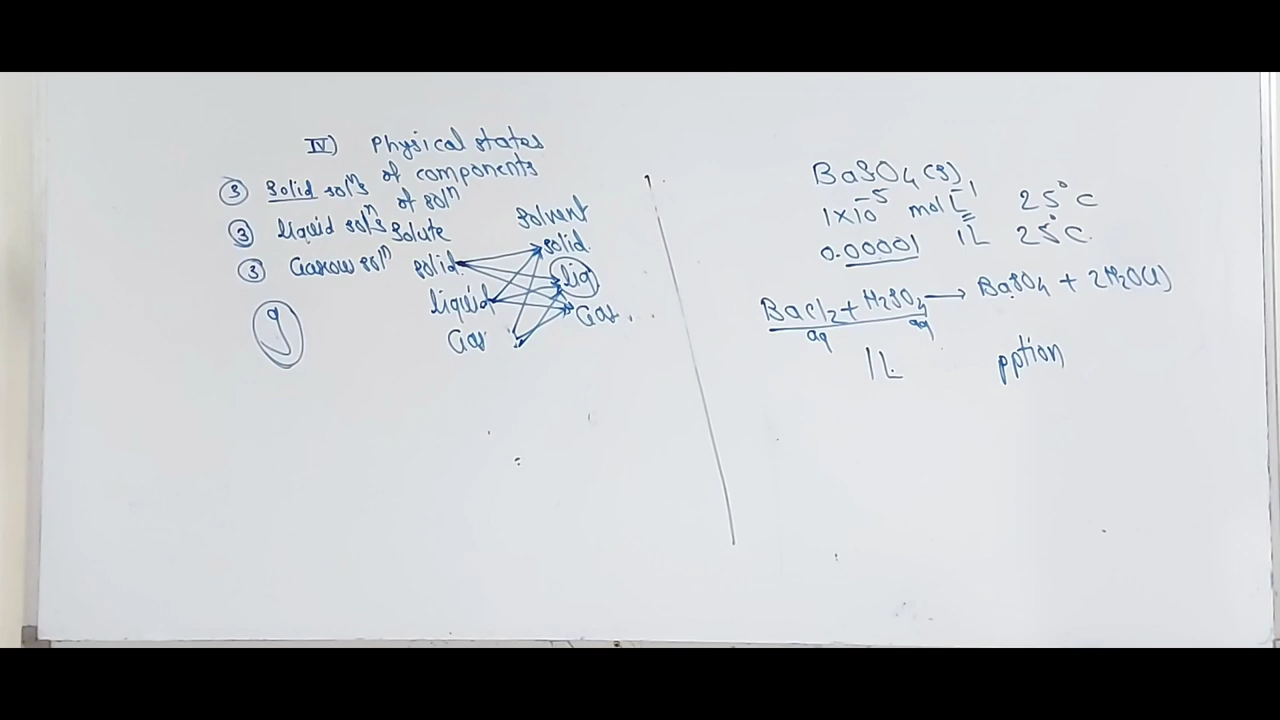 IV) Physical states
of components
of solⁿ
③ Solid solⁿs
③ liquid solⁿs
③ Gaseous solⁿ
⑨
Solute Solvent
solid solid.
liquid liq
Gas Gas.
BaSO₄(s)
1×10⁻⁵ mol L⁻¹ 25°C
0.00001 1L 25°C.
BaCl₂ + H₂SO₄ → BaSO₄ + 2H₂O(l)
aq aq
1L pption